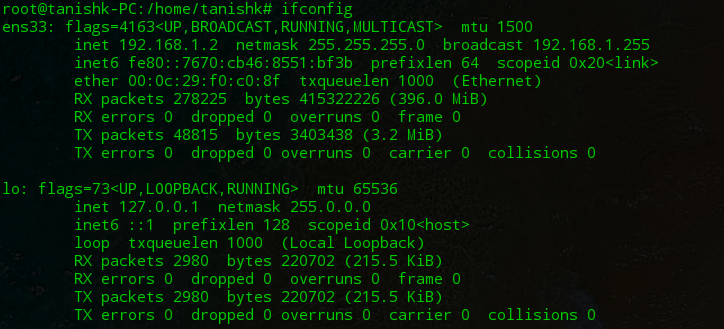 root@tanishk-PC:/home/tanishk# ifconfig
ens33: flags=4163<UP,BROADCAST,RUNNING,MULTICAST>  mtu 1500
        inet 192.168.1.2  netmask 255.255.255.0  broadcast 192.168.1.255
        inet6 fe80::7670:cb46:8551:bf3b  prefixlen 64  scopeid 0x20<link>
        ether 00:0c:29:f0:c0:8f  txqueuelen 1000  (Ethernet)
        RX packets 278225  bytes 415322226 (396.0 MiB)
        RX errors 0  dropped 0  overruns 0  frame 0
        TX packets 48815  bytes 3403438 (3.2 MiB)
        TX errors 0  dropped 0 overruns 0  carrier 0  collisions 0

lo: flags=73<UP,LOOPBACK,RUNNING>  mtu 65536
        inet 127.0.0.1  netmask 255.0.0.0
        inet6 ::1  prefixlen 128  scopeid 0x10<host>
        loop  txqueuelen 1000  (Local Loopback)
        RX packets 2980  bytes 220702 (215.5 KiB)
        RX errors 0  dropped 0  overruns 0  frame 0
        TX packets 2980  bytes 220702 (215.5 KiB)
        TX errors 0  dropped 0 overruns 0  carrier 0  collisions 0